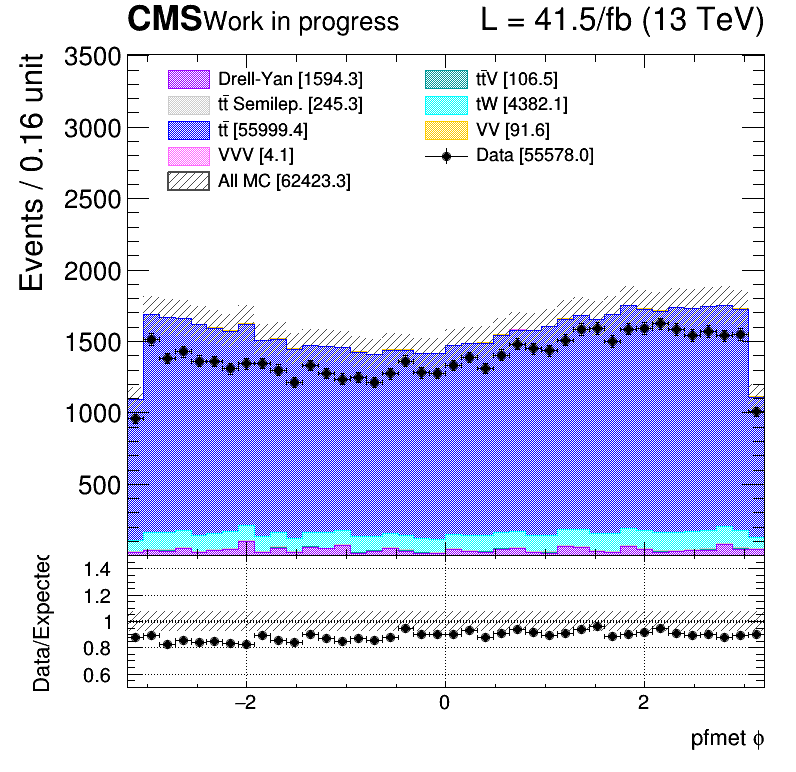 CMS Work in progress L = 41.5/fb (13 TeV)
Events / 0.16 unit
3500
3000
2500
2000
1500
1000
500
Drell-Yan [1594.3]
tt̄ Semilep. [245.3]
tt̄ [55999.4]
VVV [4.1]
All MC [62423.3]
tt̄V [106.5]
tW [4382.1]
VV [91.6]
Data [55578.0]
Data/Expected
1.4
1.2
1
0.8
0.6
−2 0 2
pfmet ϕ